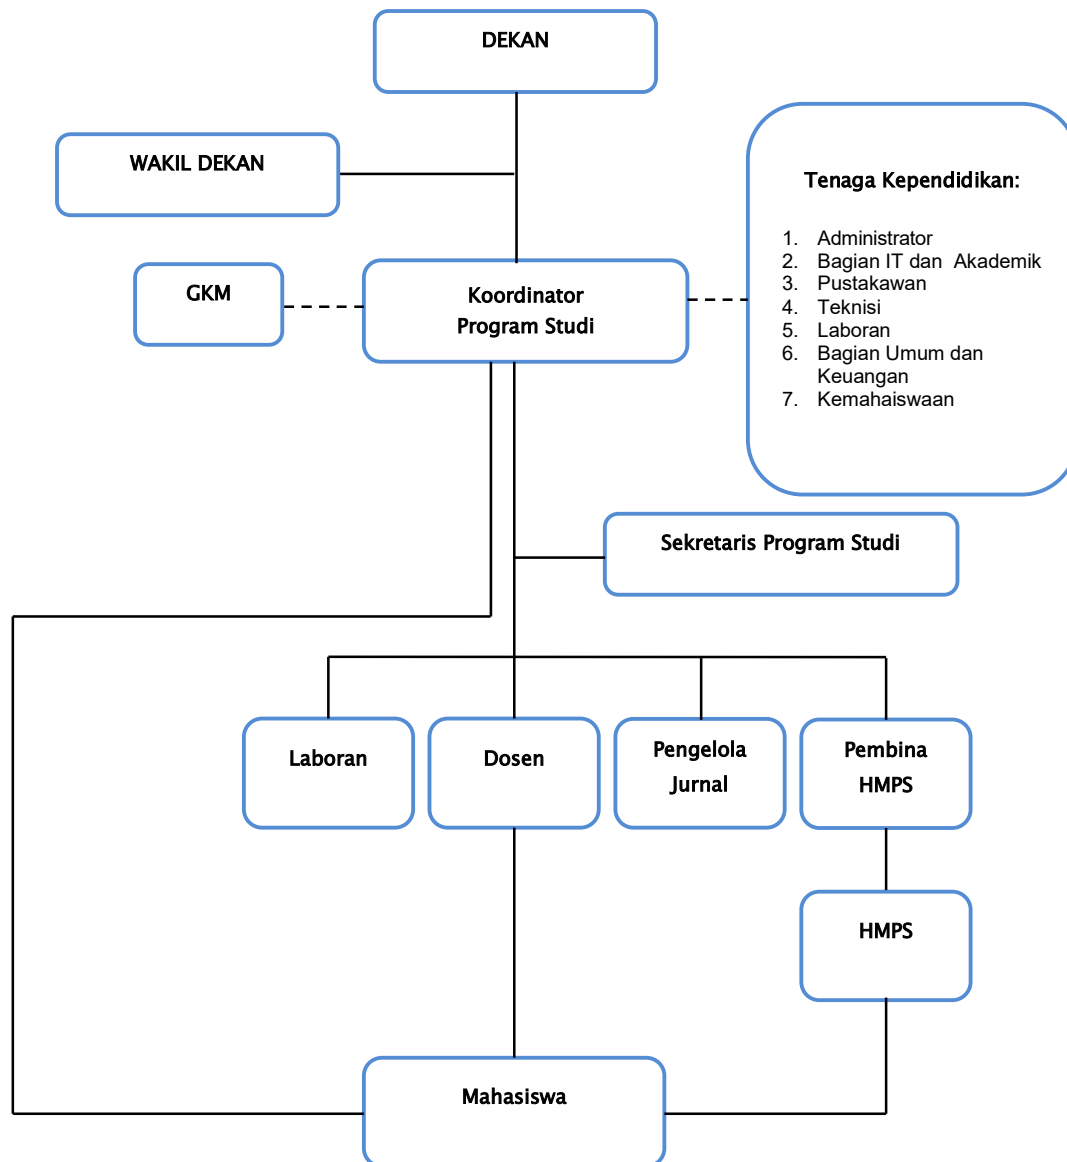 DEKAN
WAKIL DEKAN
Tenaga Kependidikan:
1. Administrator
2. Bagian IT dan Akademik
3. Pustakawan
4. Teknisi
5. Laboran
6. Bagian Umum dan
Keuangan
7. Kemahaiswaan
GKM
Koordinator
Program Studi
Sekretaris Program Studi
Laboran
Dosen
Pengelola
Jurnal
Pembina
HMPS
HMPS
Mahasiswa